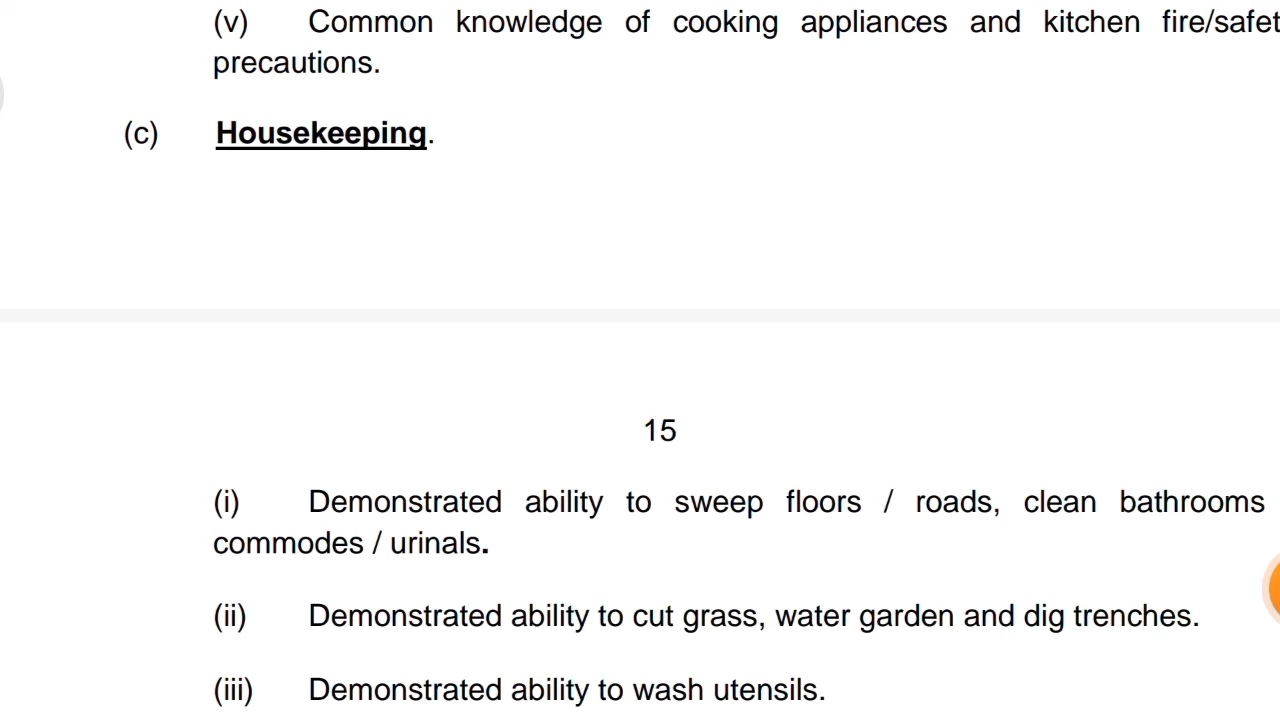 (v) Common knowledge of cooking appliances and kitchen fire/safet
precautions.
(c) Housekeeping.
15
(i) Demonstrated ability to sweep floors / roads, clean bathrooms
commodes / urinals.
(ii) Demonstrated ability to cut grass, water garden and dig trenches.
(iii) Demonstrated ability to wash utensils.